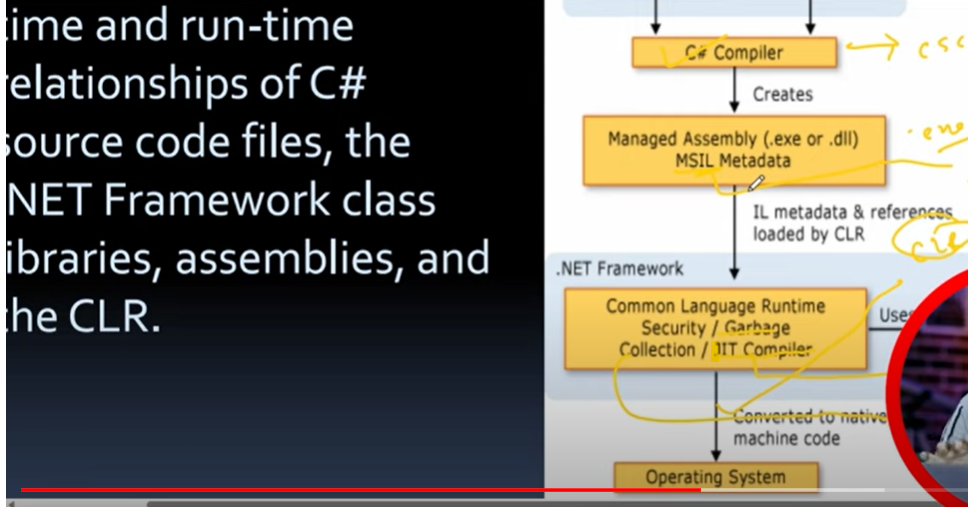 time and run-time
relationships of C#
source code files, the
.NET Framework class
libraries, assemblies, and
the CLR.
C# Compiler
csc
Creates
Managed Assembly (.exe or .dll)
MSIL Metadata
.exe
IL metadata & references
loaded by CLR
.NET Framework
Common Language Runtime
Security / Garbage
Collection / JIT Compiler
Uses
Converted to native
machine code
Operating System